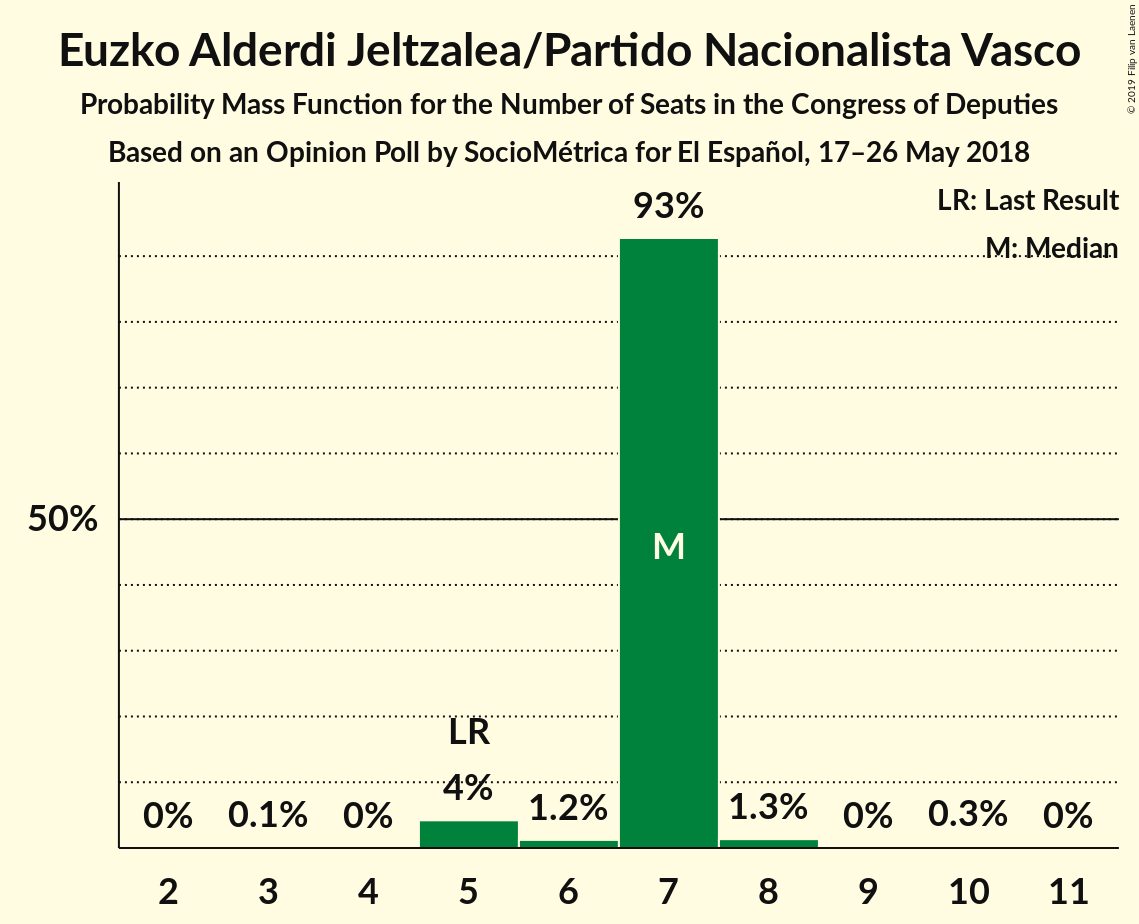 Euzko Alderdi Jeltzalea/Partido Nacionalista Vasco
Probability Mass Function for the Number of Seats in the Congress of Deputies
Based on an Opinion Poll by SocioMétrica for El Español, 17–26 May 2018
© 2019 Filip van Laenen
LR: Last Result
M: Median
93%
50%
M
LR
0% 0.1% 0% 4% 1.2% 1.3% 0% 0.3% 0%
2 3 4 5 6 7 8 9 10 11